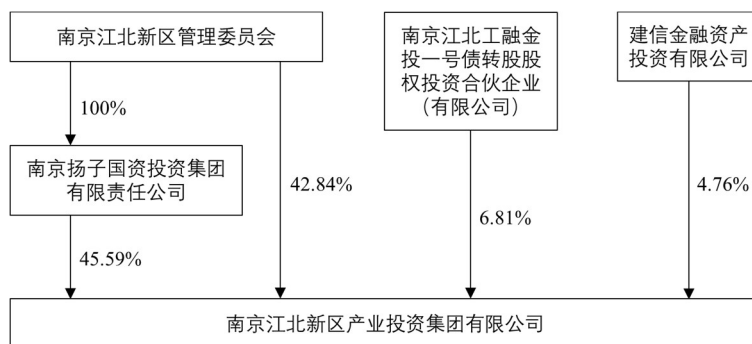 南京江北新区管理委员会
南京江北工融金
投一号债转股股
权投资合伙企业
（有限公司）
建信金融资产
投资有限公司
100%
南京扬子国资投资集团
有限责任公司
42.84%
6.81%
4.76%
45.59%
南京江北新区产业投资集团有限公司